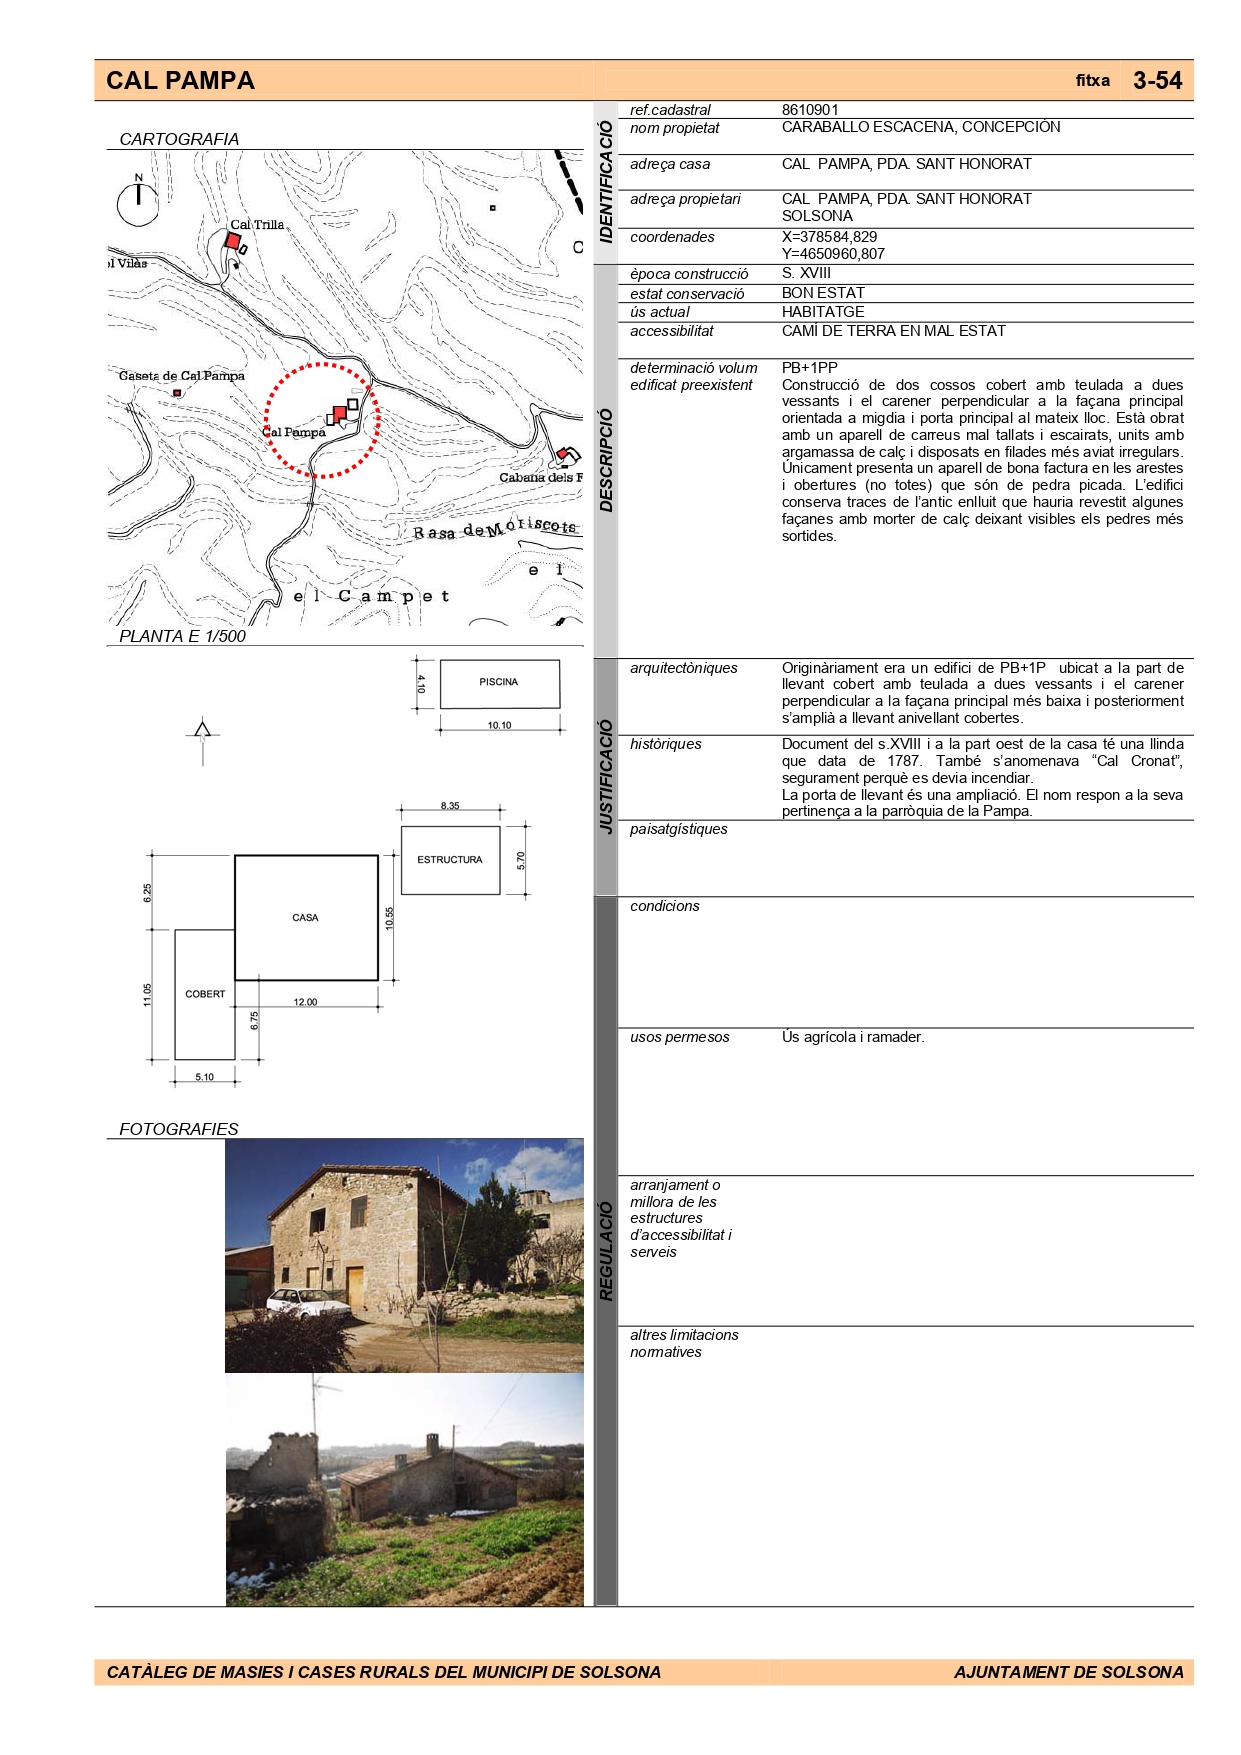 CAL PAMPA
fitxa 3-54
CARTOGRAFIA
N
Cal Trilla
C
l Vilàs
Caseta de Cal Pampa
Cal Pampa
Cabana dels F
Rasa de Moriscots
e l
e l C a m p e t
PLANTA E 1/500
4.10
PISCINA
10.10
8.35
ESTRUCTURA
5.70
6.25
CASA
10.55
11.05
COBERT
12.00
6.75
5.10
FOTOGRAFIES
IDENTIFICACIÓ
ref.cadastral 8610901
nom propietat CARABALLO ESCACENA, CONCEPCIÓN
adreça casa CAL PAMPA, PDA. SANT HONORAT
adreça propietari CAL PAMPA, PDA. SANT HONORAT
SOLSONA
coordenades X=378584,829
Y=4650960,807
DESCRIPCIÓ
època construcció S. XVIII
estat conservació BON ESTAT
ús actual HABITATGE
accessibilitat CAMÍ DE TERRA EN MAL ESTAT
determinació volum PB+1PP
edificat preexistent Construcció de dos cossos cobert amb teulada a dues
vessants i el carener perpendicular a la façana principal
orientada a migdia i porta principal al mateix lloc. Està obrat
amb un aparell de carreus mal tallats i escairats, units amb
argamassa de calç i disposats en filades més aviat irregulars.
Únicament presenta un aparell de bona factura en les arestes
i obertures (no totes) que són de pedra picada. L'edifici
conserva traces de l'antic enlluit que hauria revestit algunes
façanes amb morter de calç deixant visibles els pedres més
sortides.
JUSTIFICACIÓ
arquitectòniques Originàriament era un edifici de PB+1P ubicat a la part de
llevant cobert amb teulada a dues vessants i el carener
perpendicular a la façana principal més baixa i posteriorment
s'amplià a llevant anivellant cobertes.
històriques Document del s.XVIII i a la part oest de la casa té una llinda
que data de 1787. També s'anomenava “Cal Cronat”,
segurament perquè es devia incendiar.
La porta de llevant és una ampliació. El nom respon a la seva
pertinença a la parròquia de la Pampa.
paisatgístiques
REGULACIÓ
condicions
usos permesos Ús agrícola i ramader.
arranjament o
millora de les
estructures
d'accessibilitat i
serveis
altres limitacions
normatives
CATÀLEG DE MASIES I CASES RURALS DEL MUNICIPI DE SOLSONA
AJUNTAMENT DE SOLSONA